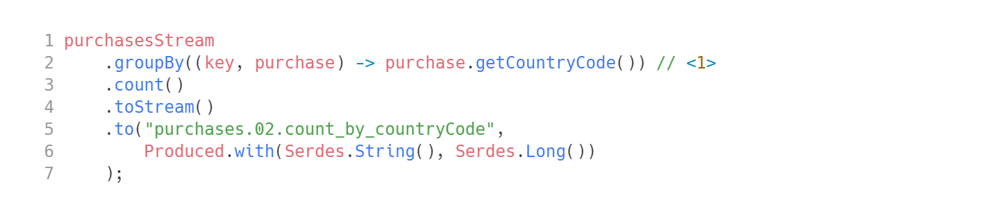 1 purchasesStream
2     .groupBy((key, purchase) -> purchase.getCountryCode()) // <1>
3     .count()
4     .toStream()
5     .to("purchases.02.count_by_countryCode",
6         Produced.with(Serdes.String(), Serdes.Long())
7     );